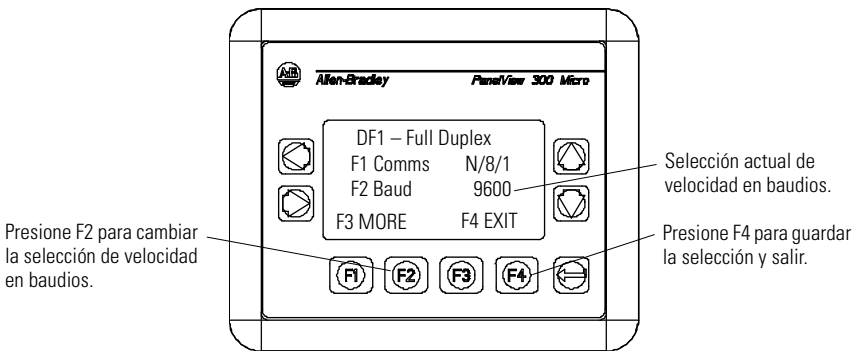 AB
Allen-Bradley PanelView 300 Micro
DF1 – Full Duplex
F1 Comms N/8/1
F2 Baud 9600
F3 MORE F4 EXIT
F1 F2 F3 F4
Selección actual de
velocidad en baudios.
Presione F2 para cambiar
la selección de velocidad
en baudios.
Presione F4 para guardar
la selección y salir.